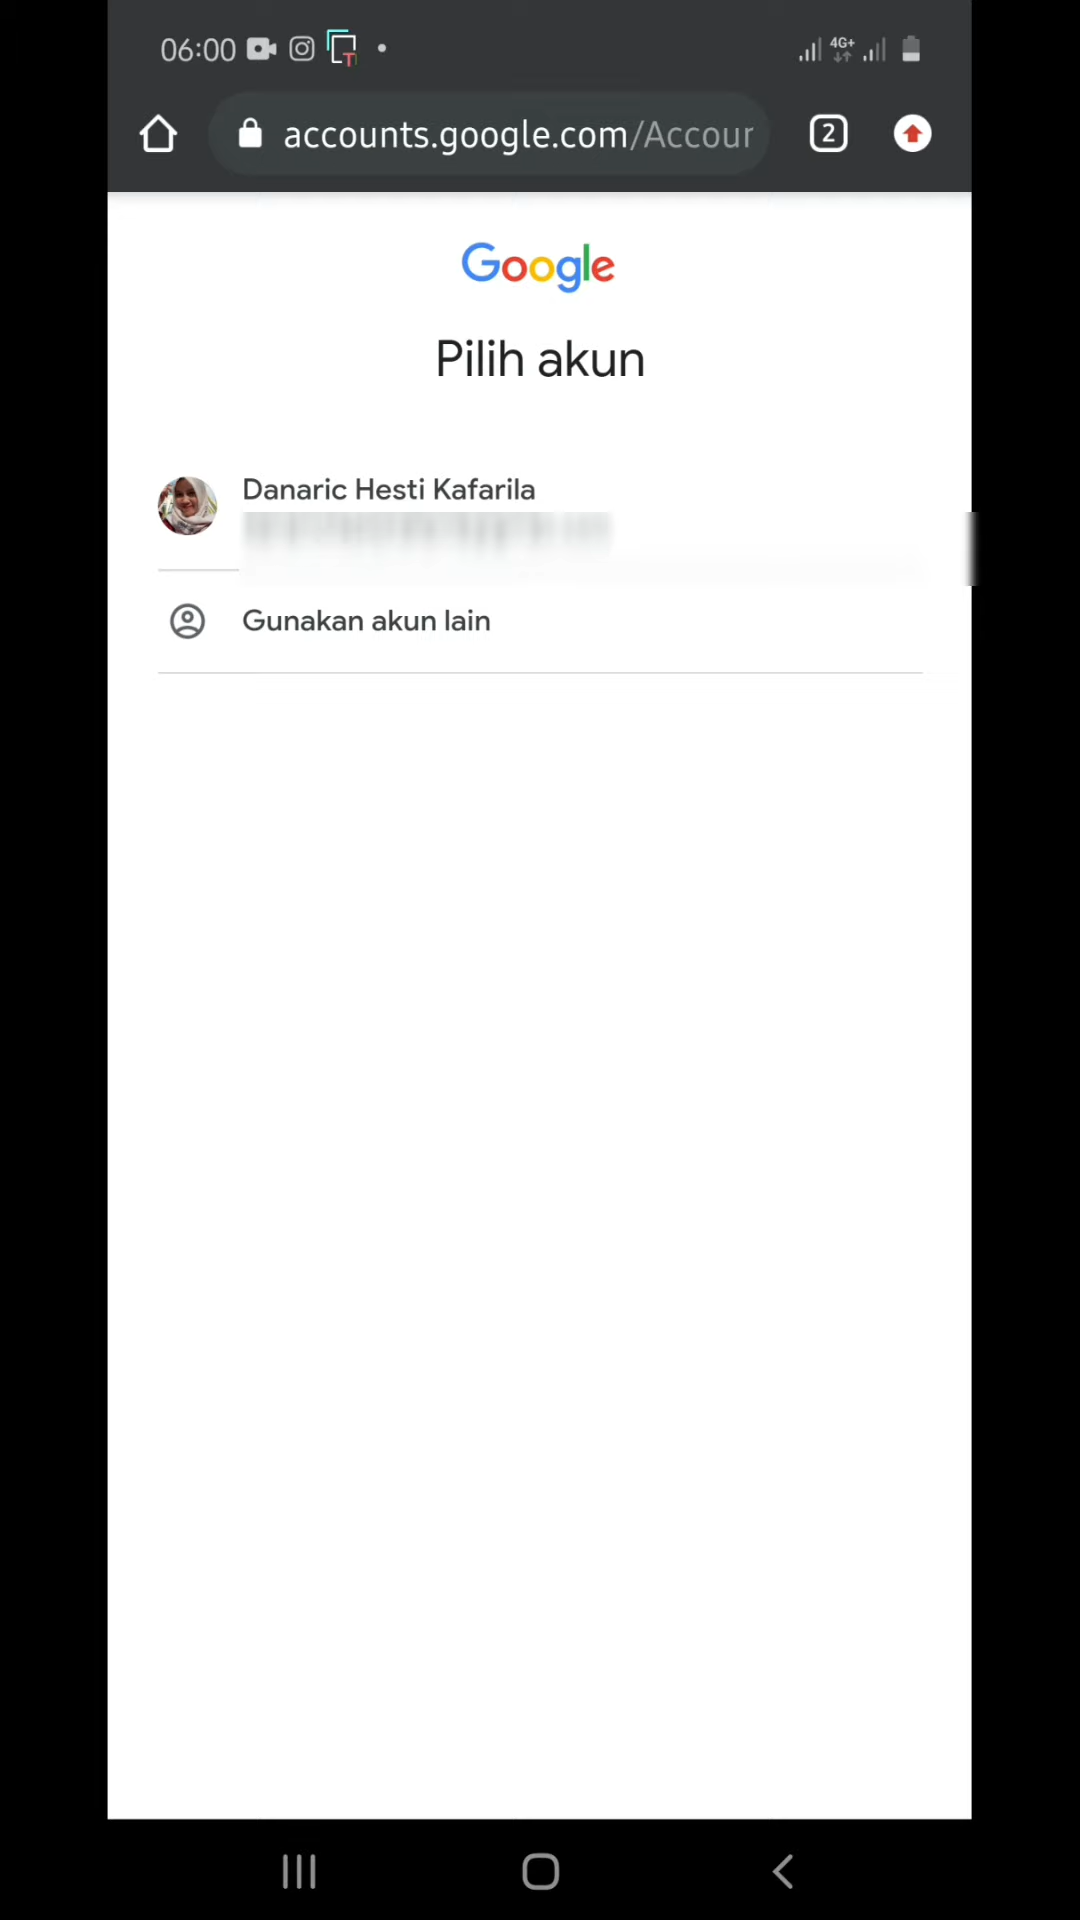 06:00
4G+
accounts.google.com/Accour
2
Google
Pilih akun
Danaric Hesti Kafarila
Gunakan akun lain